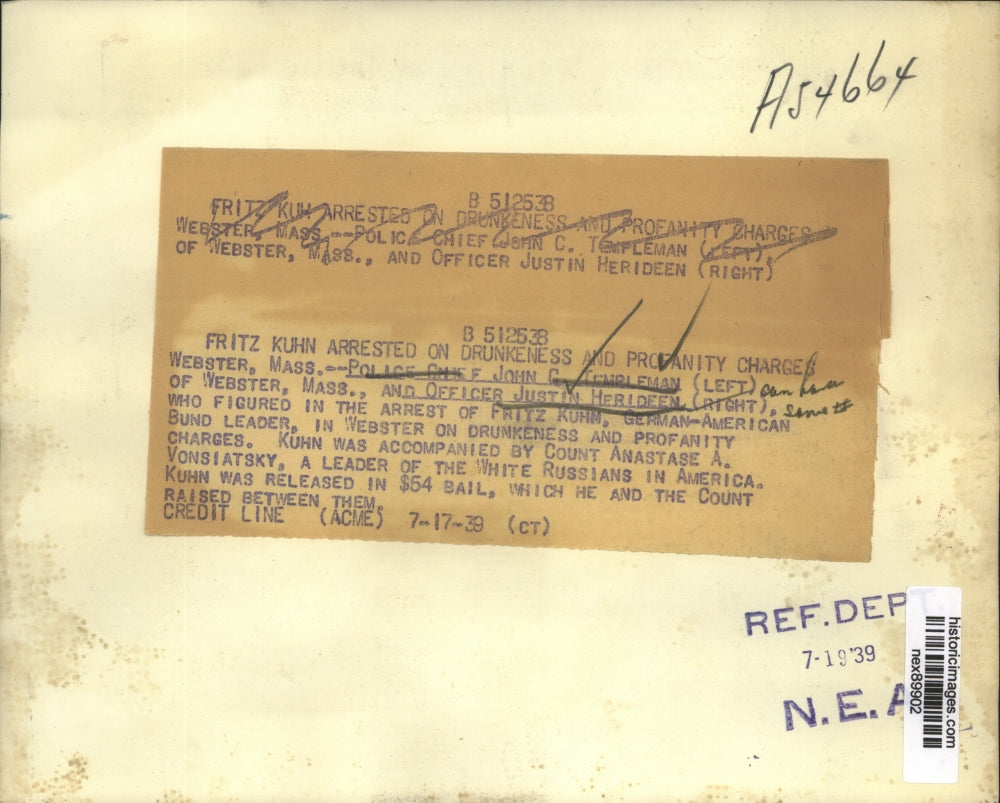 A54664
B 512538
FRITZ KUH ARRESTED ON DRUNKENESS AND PROFANITY CHARGES
WEBSTER, MASS.--POLICE CHIEF JOHN C. TEMPLEMAN (LEFT),
OF WEBSTER, MASS., AND OFFICER JUSTIN HERIDEEN (RIGHT)
B 512538
FRITZ KUHN ARRESTED ON DRUNKENESS AND PROFANITY CHARGES
WEBSTER, MASS.--POLICE CHIEF JOHN C. TEMPLEMAN (LEFT)
OF WEBSTER, MASS., AND OFFICER JUSTIN HERIDEEN (RIGHT),
WHO FIGURED IN THE ARREST OF FRITZ KUHN, GERMAN-AMERICAN
BUND LEADER, IN WEBSTER ON DRUNKENESS AND PROFANITY
CHARGES. KUHN WAS ACCOMPANIED BY COUNT ANASTASE A.
VONSIATSKY, A LEADER OF THE WHITE RUSSIANS IN AMERICA.
KUHN WAS RELEASED IN $54 BAIL, WHICH HE AND THE COUNT
RAISED BETWEEN THEM.
CREDIT LINE (ACME) 7-17-39 (CT)
REF. DEPT.
7-19'39
N.E.A
historicimages.com
nex89902